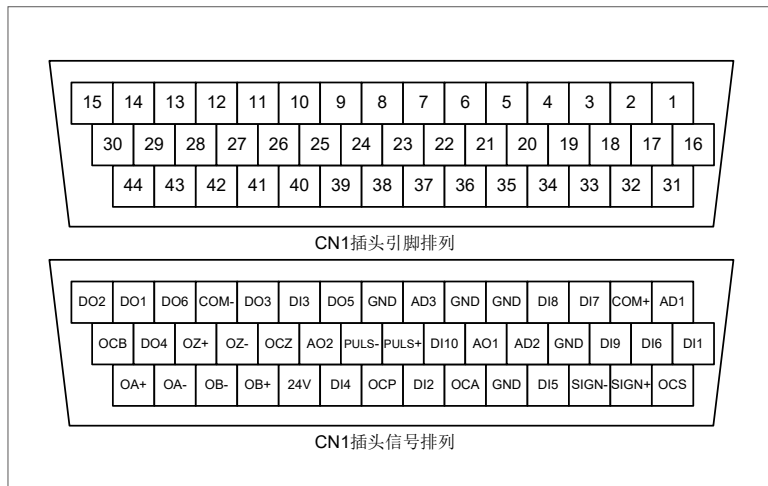 15 14 13 12 11 10 9 8 7 6 5 4 3 2 1
30 29 28 27 26 25 24 23 22 21 20 19 18 17 16
44 43 42 41 40 39 38 37 36 35 34 33 32 31
CN1插头引脚排列
DO2 DO1 DO6 COM- DO3 DI3 DO5 GND AD3 GND GND DI8 DI7 COM+ AD1
OCB DO4 OZ+ OZ- OCZ AO2 PULS- PULS+ DI10 AO1 AD2 GND DI9 DI6 DI1
OA+ OA- OB- OB+ 24V DI4 OCP DI2 OCA GND DI5 SIGN- SIGN+ OCS
CN1插头信号排列